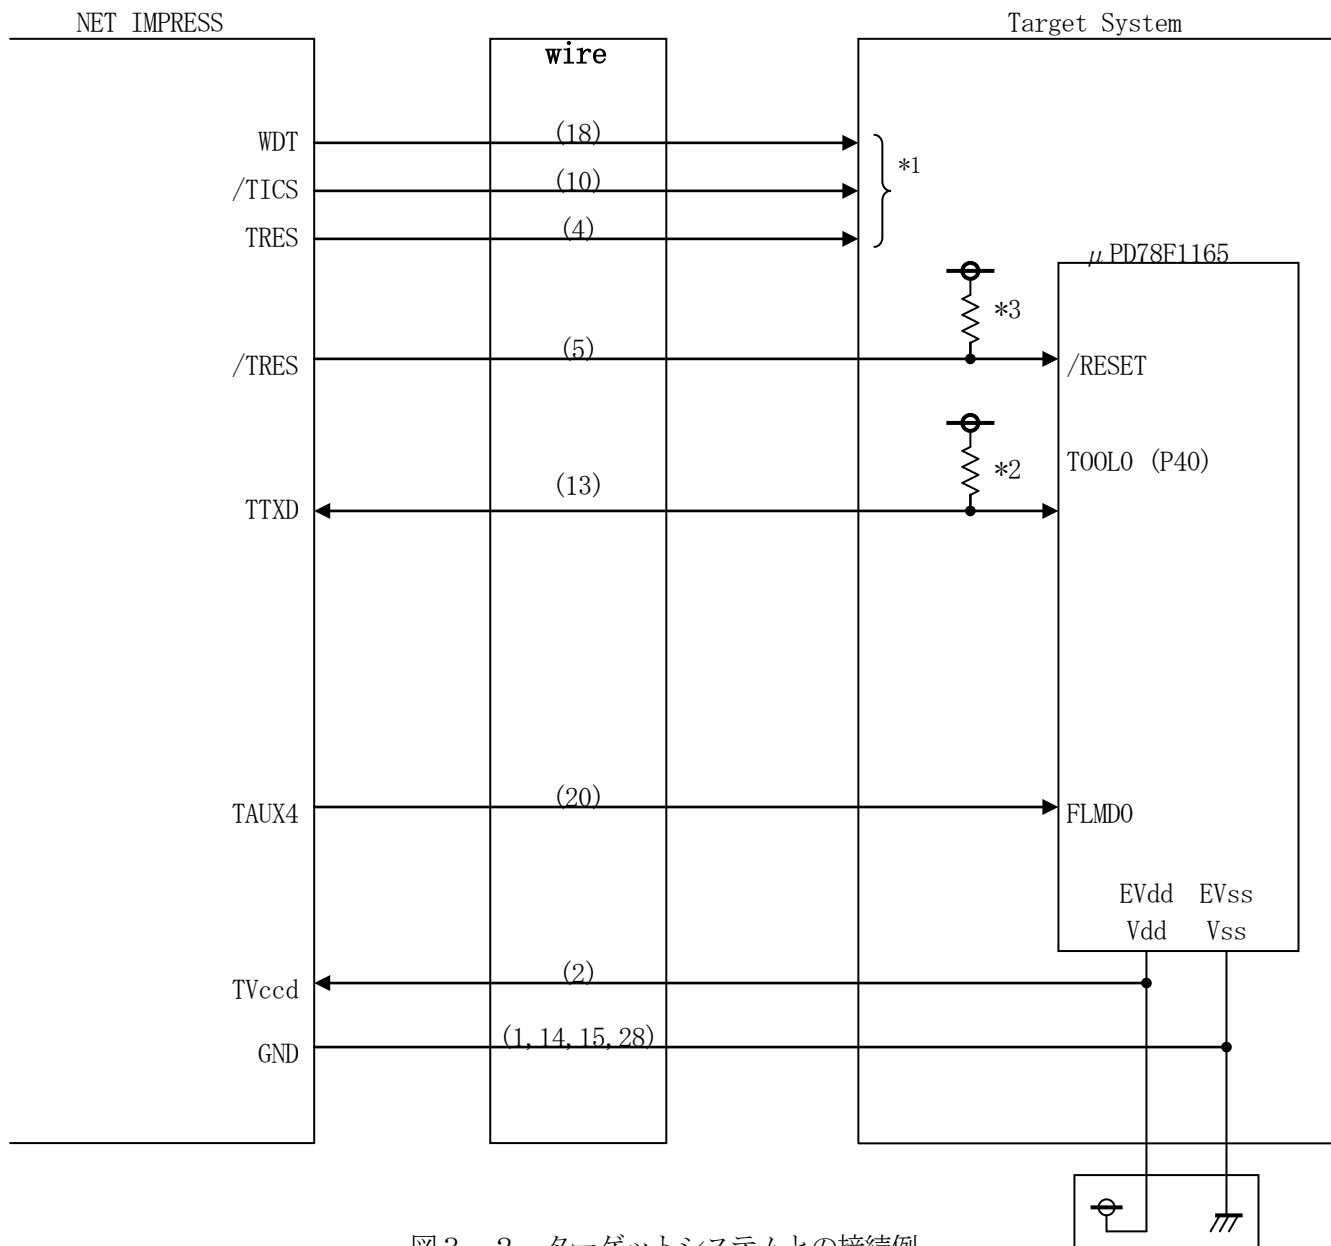 NET IMPRESS
Target System
wire
WDT
(18)
*1
/TICS
(10)
TRES
(4)
μPD78F1165
*3
/TRES
(5)
/RESET
*2
TOOL0 (P40)
TTXD
(13)
TAUX4
(20)
FLMD0
EVdd EVss
Vdd Vss
TVccd
(2)
GND
(1,14,15,28)